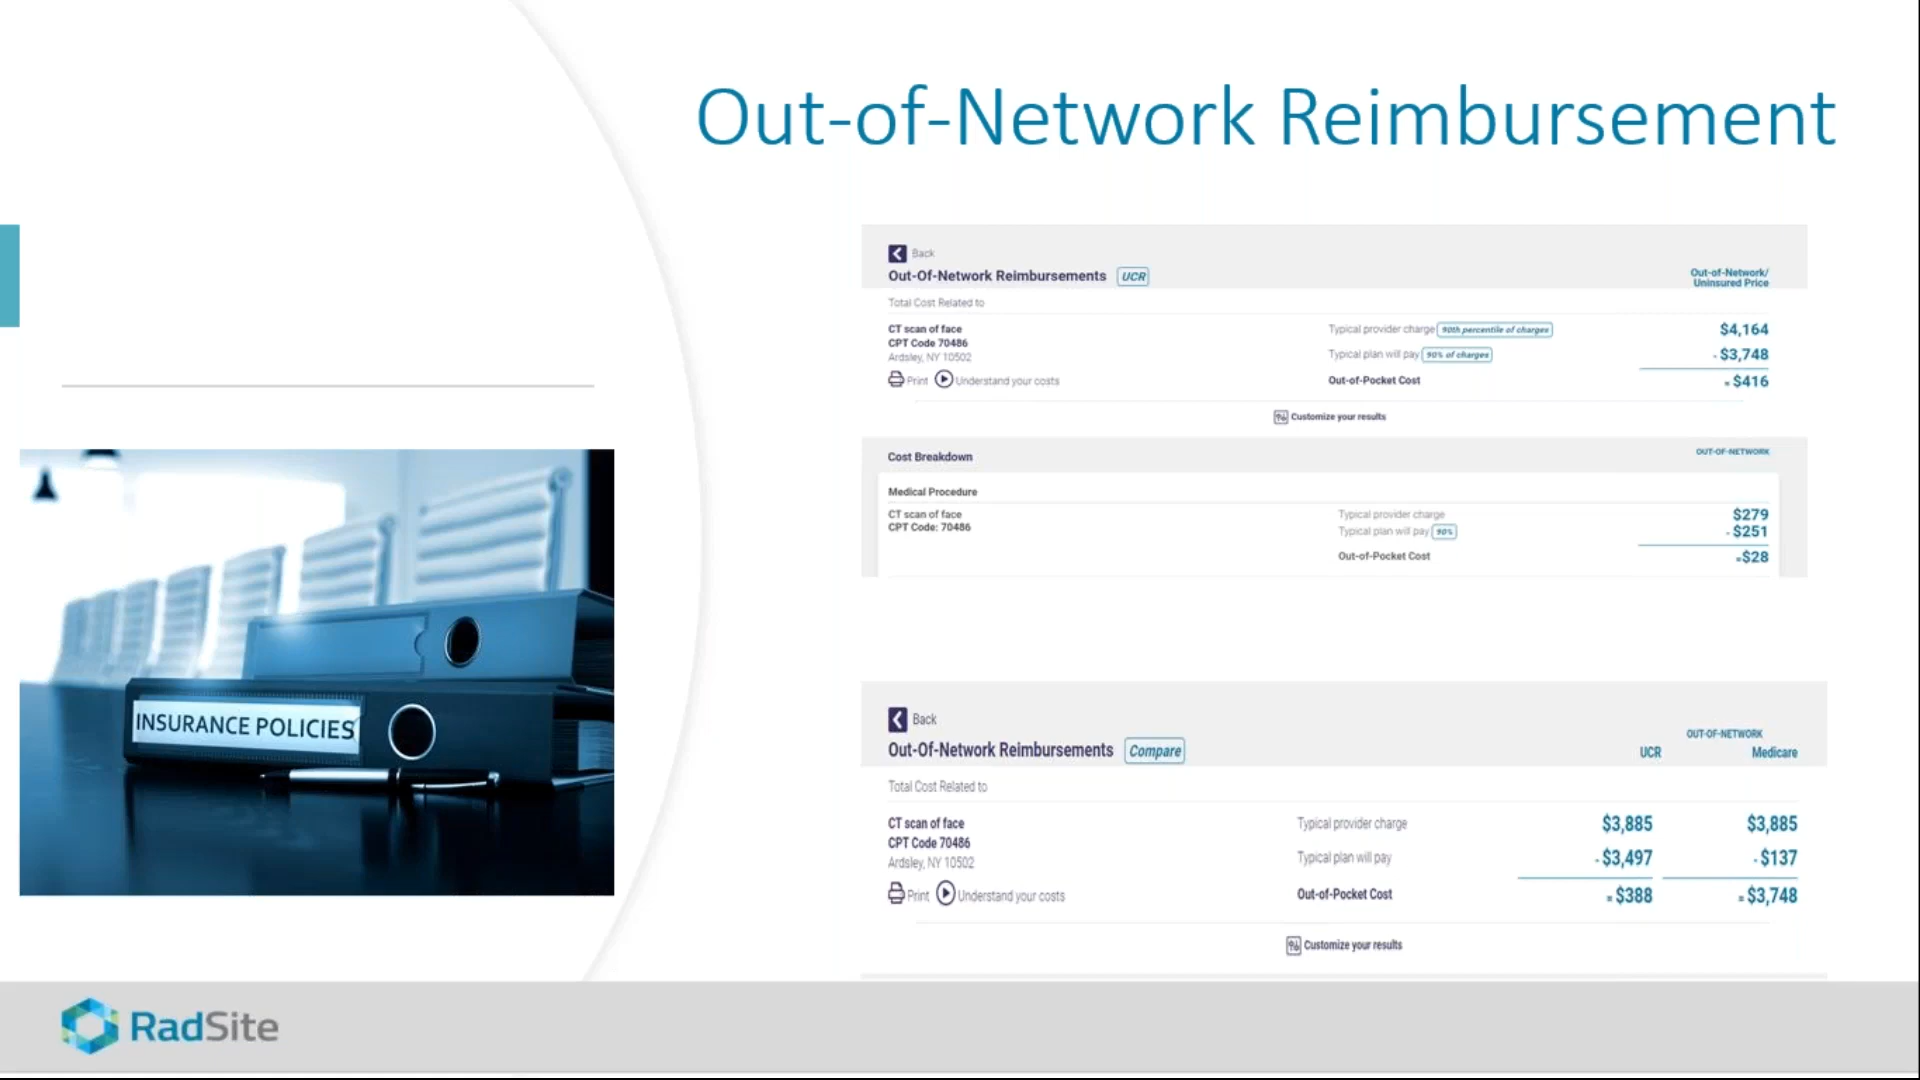 Out-of-Network Reimbursement
Back
Out-Of-Network Reimbursements UCR
Out-of-Network/
Uninsured Price
Total Cost Related to
CT scan of face
CPT Code 70486
Ardsley, NY 10502
Print Understand your costs
Typical provider charge 90th percentile of charges $4,164
Typical plan will pay 90% of charges - $3,748
Out-of-Pocket Cost = $416
Customize your results
Cost Breakdown OUT-OF-NETWORK
Medical Procedure
CT scan of face
CPT Code: 70486
Typical provider charge $279
Typical plan will pay 90% - $251
Out-of-Pocket Cost =$28
INSURANCE POLICIES
Back
Out-Of-Network Reimbursements Compare
OUT-OF-NETWORK
UCR Medicare
Total Cost Related to
CT scan of face
CPT Code 70486
Ardsley, NY 10502
Print Understand your costs
Typical provider charge $3,885 $3,885
Typical plan will pay - $3,497 - $137
Out-of-Pocket Cost = $388 = $3,748
Customize your results
RadSite